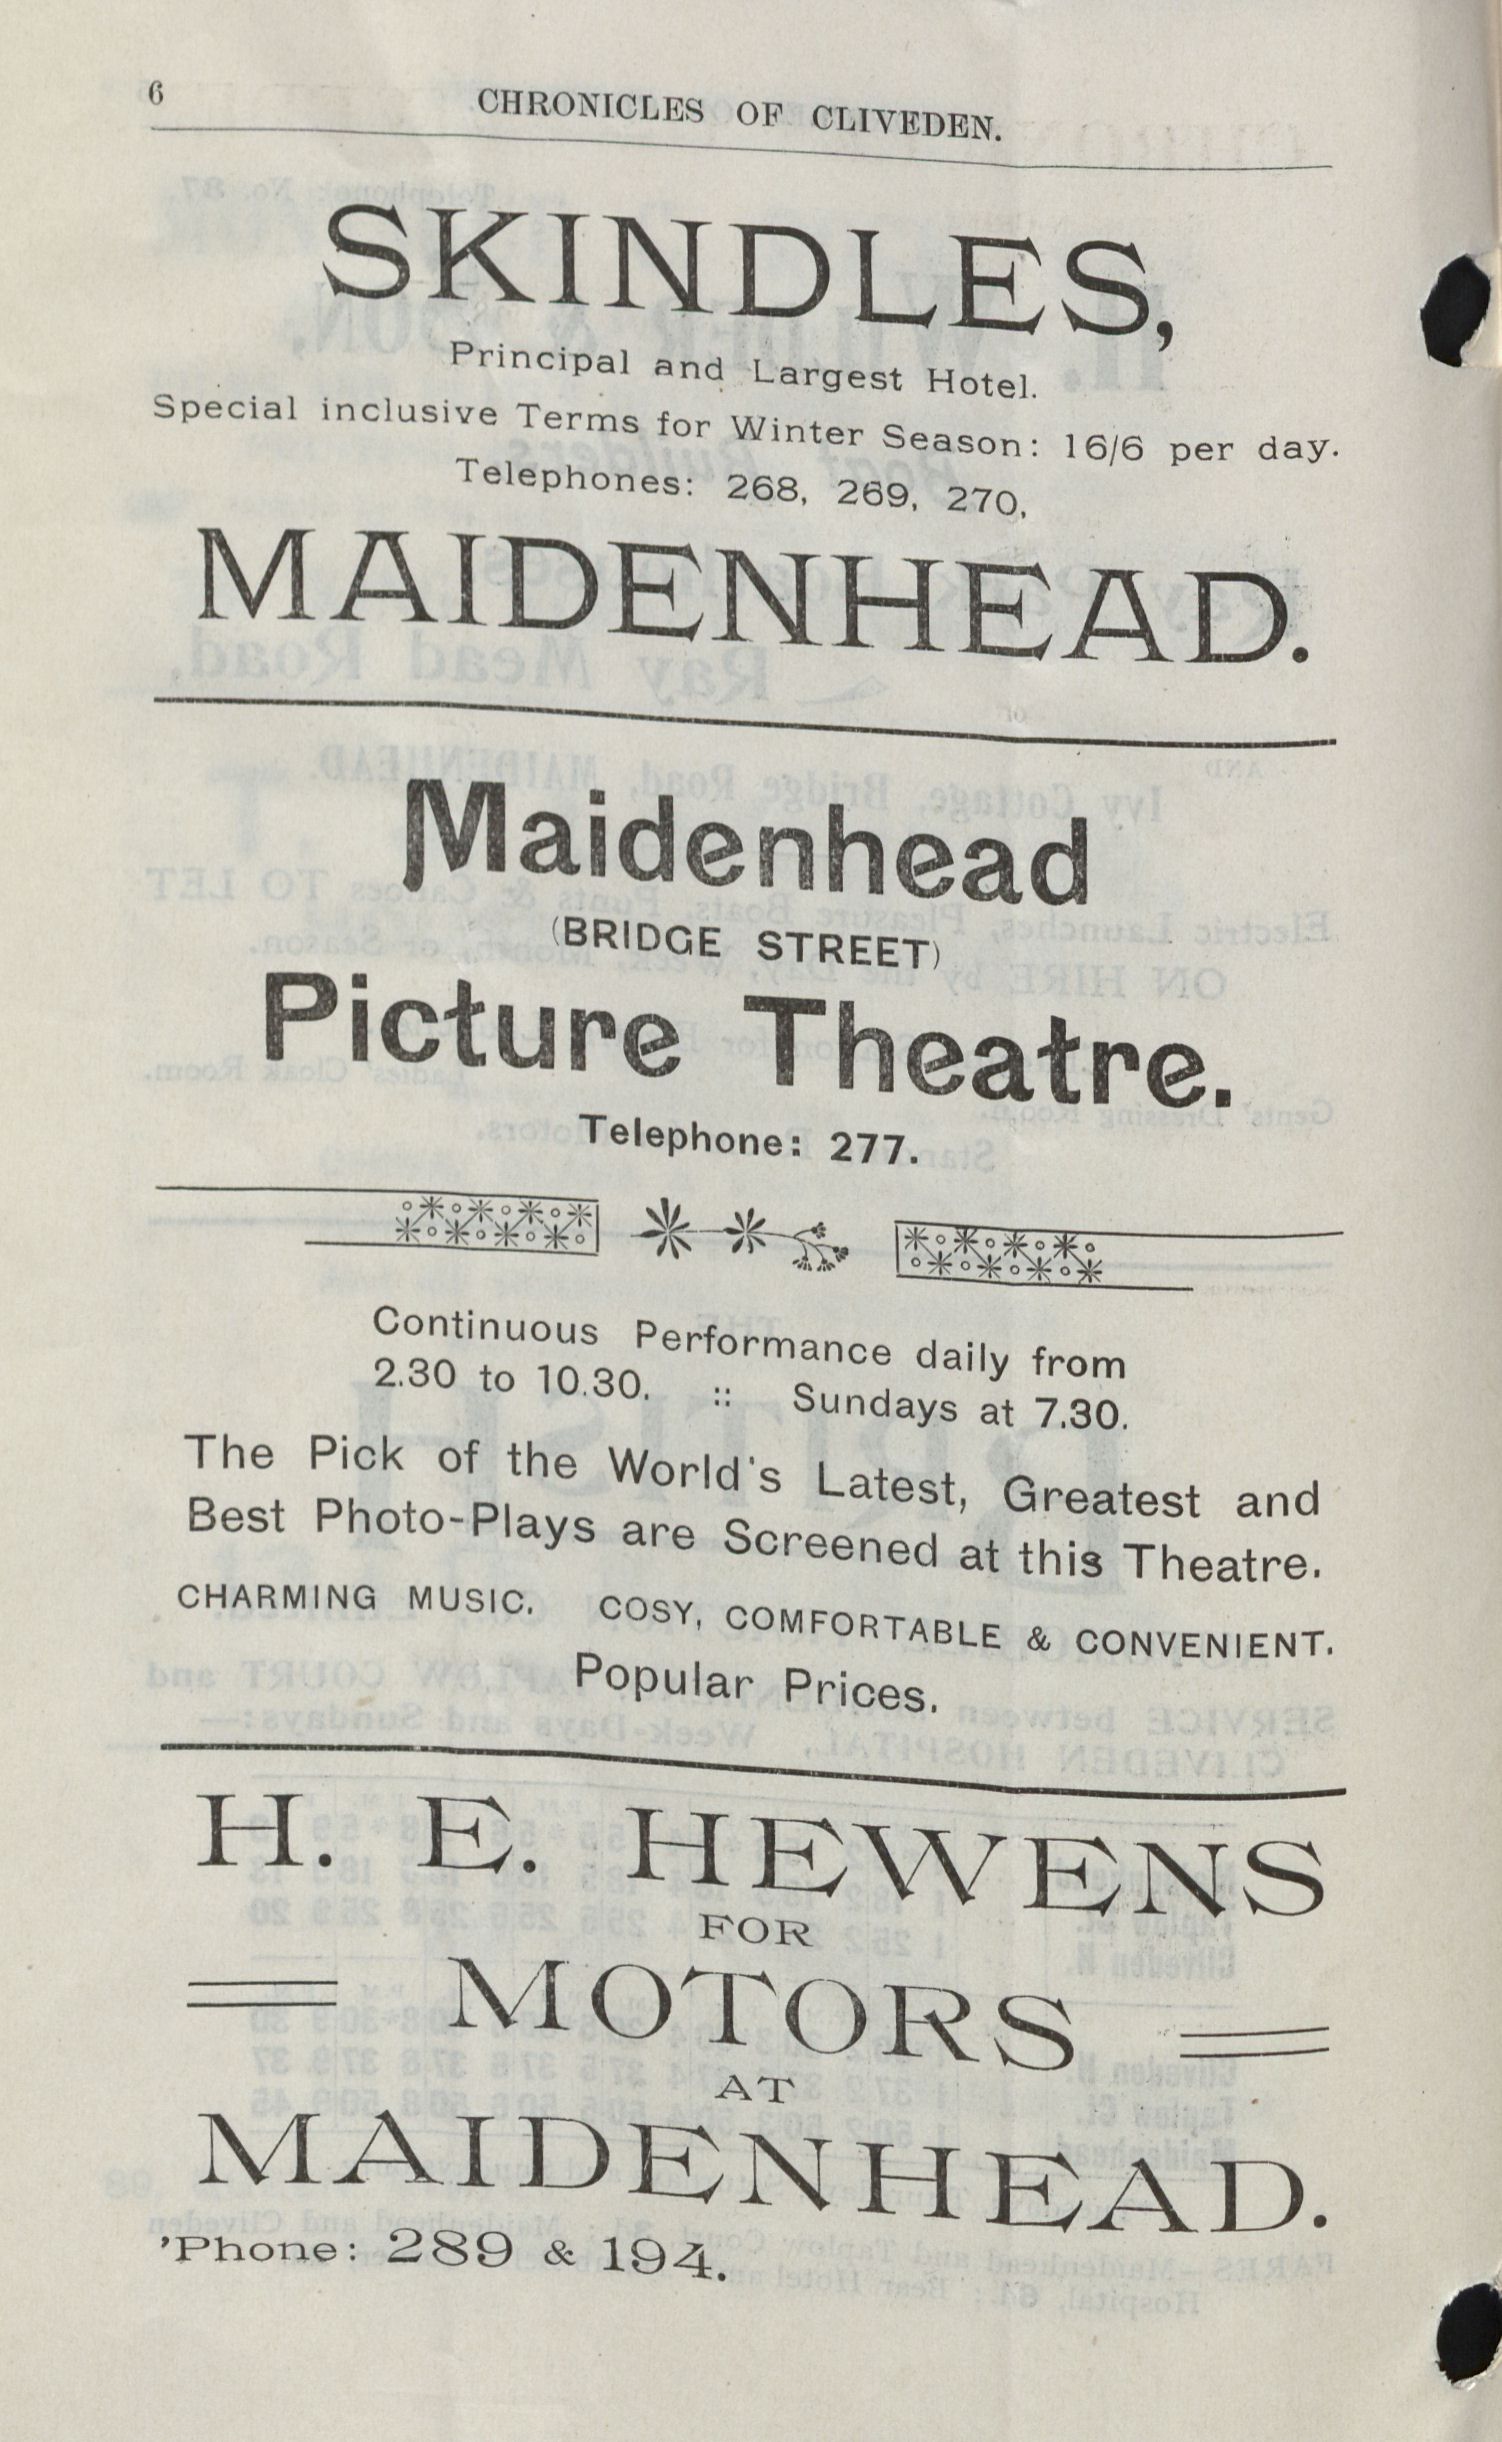 6
CHRONICLES OF CLIVEDEN.
SKINDLES,
Principal and Largest Hotel.
Special inclusive Terms for Winter Season: 16/6 per day.
Telephones: 268, 269, 270,
MAIDENHEAD.
Maidenhead
(BRIDGE STREET)
Picture Theatre.
Telephone: 277.
Continuous Performance daily from
2.30 to 10.30. :: Sundays at 7.30.
The Pick of the World's Latest, Greatest and
Best Photo-Plays are Screened at this Theatre.
CHARMING MUSIC. COSY, COMFORTABLE & CONVENIENT.
Popular Prices.
H. E. HEWENS
FOR
MOTORS
AT
MAIDENHEAD.
'Phone: 289 & 194.